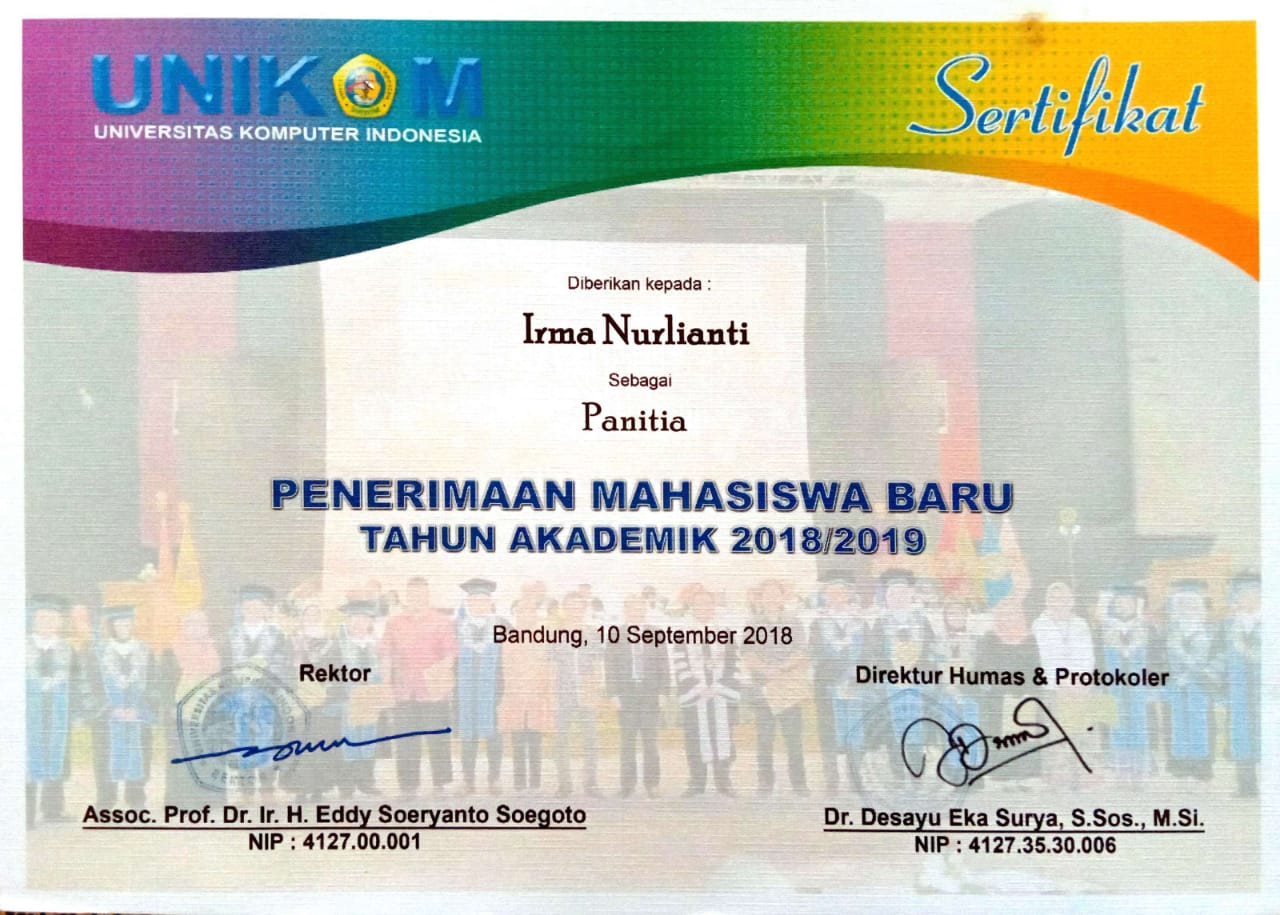 UNIKOM
UNIVERSITAS KOMPUTER INDONESIA
Sertifikat
Diberikan kepada :
Irma Nurlianti
Sebagai
Panitia
PENERIMAAN MAHASISWA BARU
TAHUN AKADEMIK 2018/2019
Bandung, 10 September 2018
Rektor
Assoc. Prof. Dr. Ir. H. Eddy Soeryanto Soegoto
NIP : 4127.00.001
Direktur Humas & Protokoler
Dr. Desayu Eka Surya, S.Sos., M.Si.
NIP : 4127.35.30.006